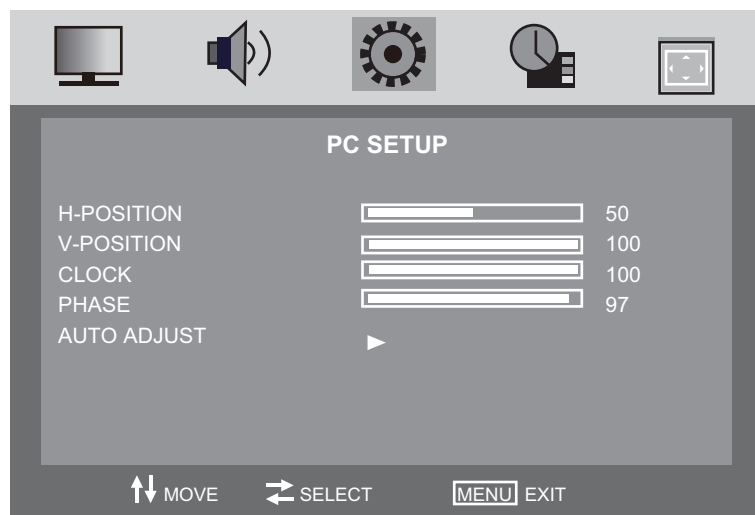 PC SETUP
H-POSITION 50
V-POSITION 100
CLOCK 100
PHASE 97
AUTO ADJUST
MOVE SELECT MENU EXIT